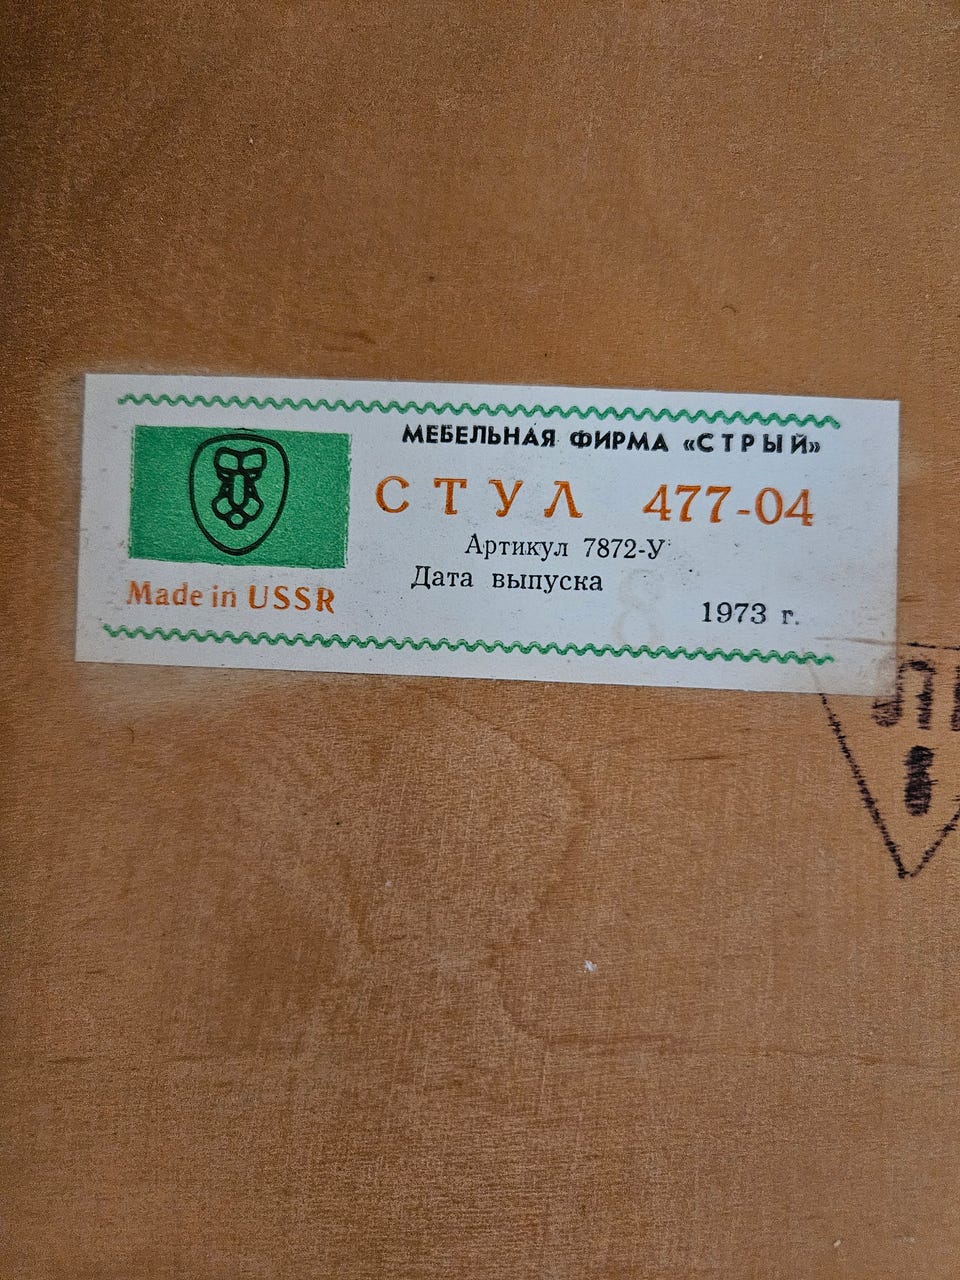 МЕБЕЛЬНАЯ ФИРМА «СТРЫЙ»
СТУЛ 477-04
Артикул 7872-У
Дата выпуска
1973 г.
Made in USSR